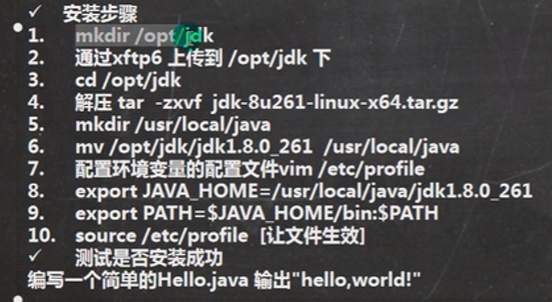 ✓ 安装步骤
1. mkdir /opt/jdk
2. 通过xftp6 上传到 /opt/jdk 下
3. cd /opt/jdk
4. 解压 tar -zxvf jdk-8u261-linux-x64.tar.gz
5. mkdir /usr/local/java
6. mv /opt/jdk/jdk1.8.0_261 /usr/local/java
7. 配置环境变量的配置文件vim /etc/profile
8. export JAVA_HOME=/usr/local/java/jdk1.8.0_261
9. export PATH=$JAVA_HOME/bin:$PATH
10. source /etc/profile [让文件生效]
✓ 测试是否安装成功
编写一个简单的Hello.java 输出"hello,world!"